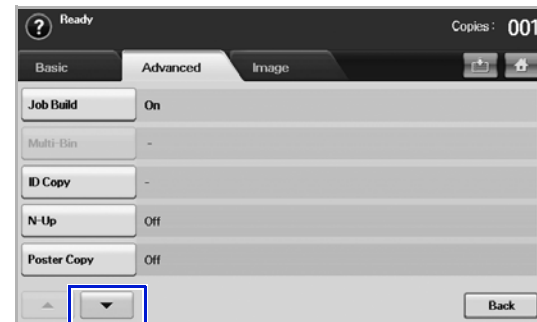 ? Ready
Copies: 001
Basic Advanced Image
Job Build On
Multi-Bin -
ID Copy -
N-Up Off
Poster Copy Off
Back